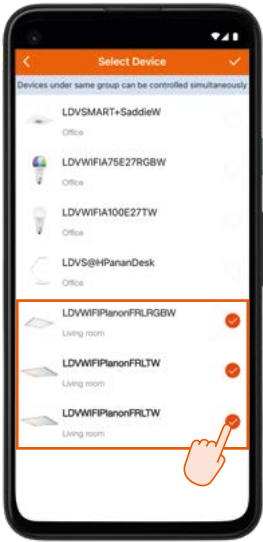 Select Device
Devices under same group can be controlled simultaneously
LDVSMART+SaddieW
Office
LDVWIFIA75E27RGBW
Office
LDVWIFIA100E27TW
Office
LDVS@HPananDesk
Office
LDVWIFIPlanonFRLRGBW
Living room
LDVWIFIPlanonFRLTW
Living room
LDVWIFIPlanonFRLTW
Living room